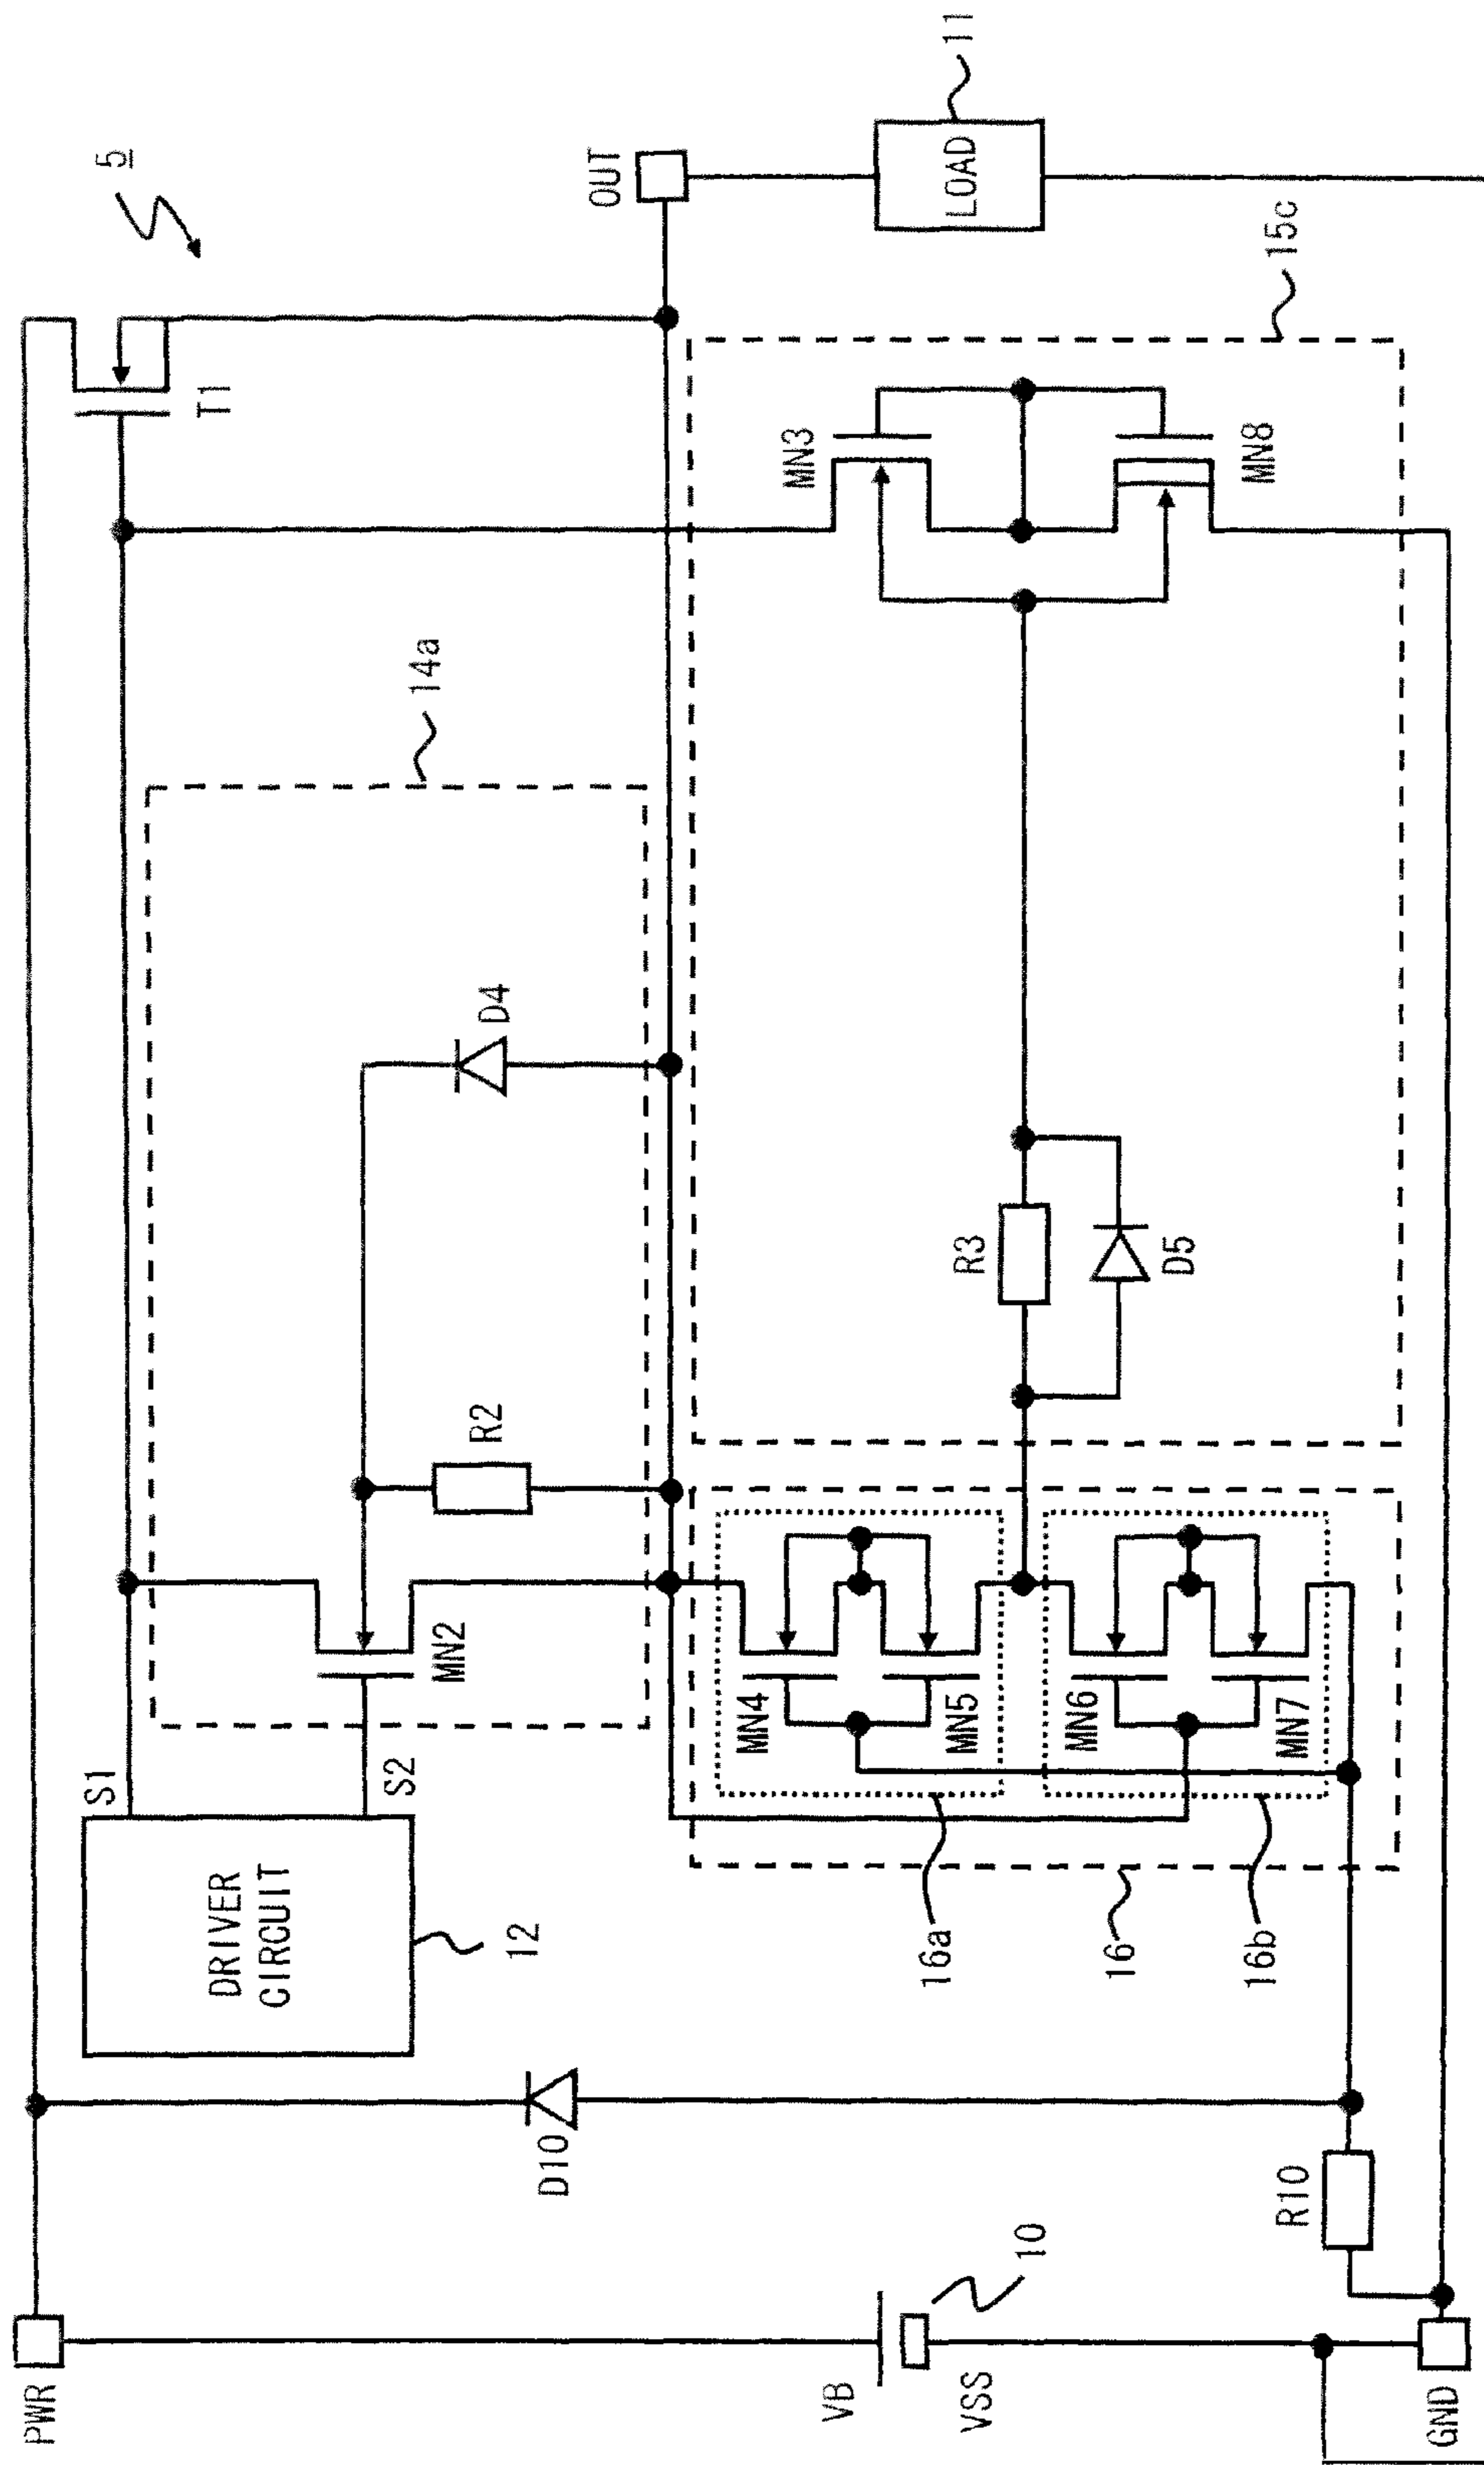 5
PWR
T1
OUT
11
LOAD
14a
15c
MN3
MN8
D4
R2
R3
D5
MN2
S1
S2
DRIVER
CIRCUIT
12
MN4
MN5
MN6
MN7
16a
16
16b
D10
R10
10
VB
VSS
GND